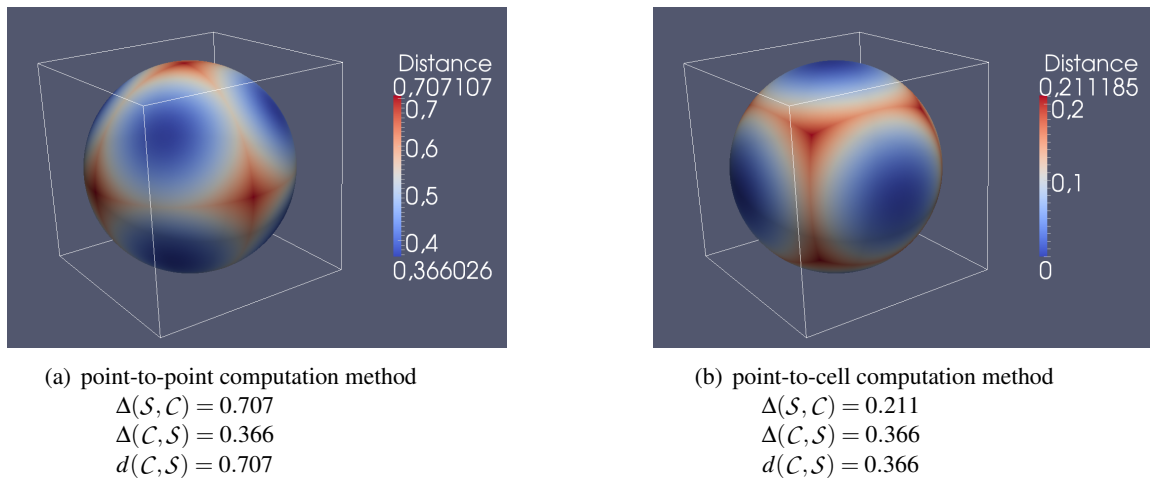 Distance
0,707107
0,7
0,6
0,5
0,4
0,366026
Distance
0,211185
0,2
0,1
0
(a) point-to-point computation method
Δ(𝒮,𝒞) = 0.707
Δ(𝒞,𝒮) = 0.366
d(𝒞,𝒮) = 0.707
(b) point-to-cell computation method
Δ(𝒮,𝒞) = 0.211
Δ(𝒞,𝒮) = 0.366
d(𝒞,𝒮) = 0.366